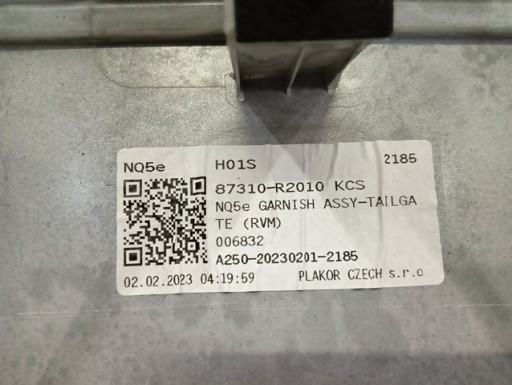 NQ5e H01S 2185
87310-R2010 KCS
NQ5e GARNISH ASSY-TAILGA
TE (RVM)
006832
A250-20230201-2185
02.02.2023 04:19:59 PLAKOR CZECH s.r.o